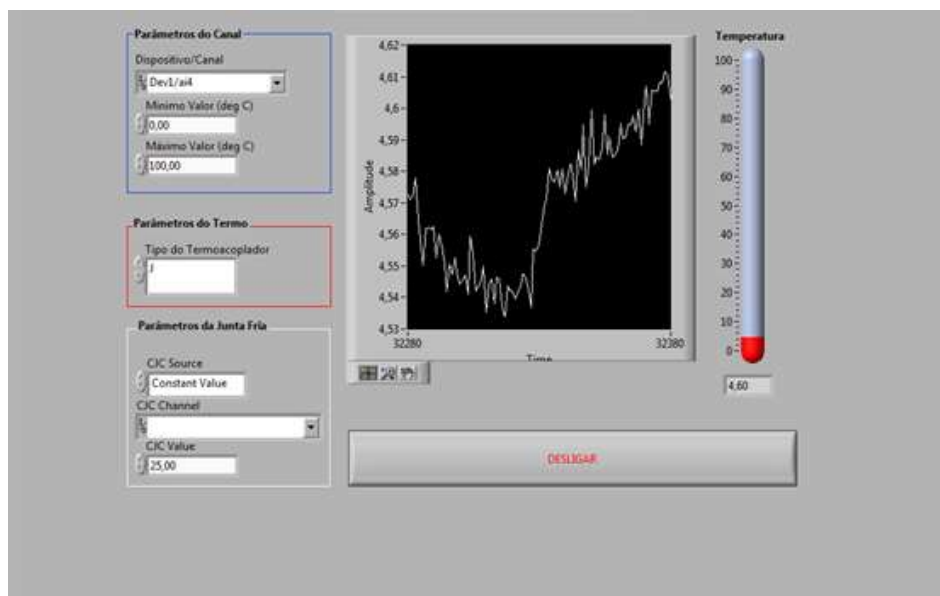 Parâmetros do Canal
Dispositivo/Canal
Dev1/ai4
Mínimo Valor (deg C)
0,00
Máximo Valor (deg C)
100,00
Parâmetros do Termo
Tipo do Termoacoplador
J
Parâmetros da Junta Fria
CJC Source
Constant Value
CJC Channel
CJC Value
25,00
Amplitude
4,62
4,61
4,6
4,59
4,58
4,57
4,56
4,55
4,54
4,53
32280
32380
Time
Temperatura
100
90
80
70
60
50
40
30
20
10
0
4,60
DESLIGAR